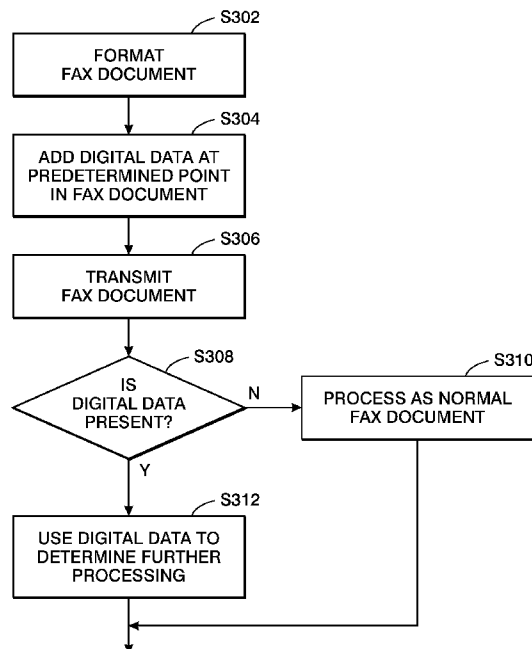 S302
FORMAT
FAX DOCUMENT
S304
ADD DIGITAL DATA AT
PREDETERMINED POINT
IN FAX DOCUMENT
S306
TRANSMIT
FAX DOCUMENT
S308
IS
DIGITAL DATA
PRESENT?
N
S310
PROCESS AS NORMAL
FAX DOCUMENT
Y
S312
USE DIGITAL DATA TO
DETERMINE FURTHER
PROCESSING